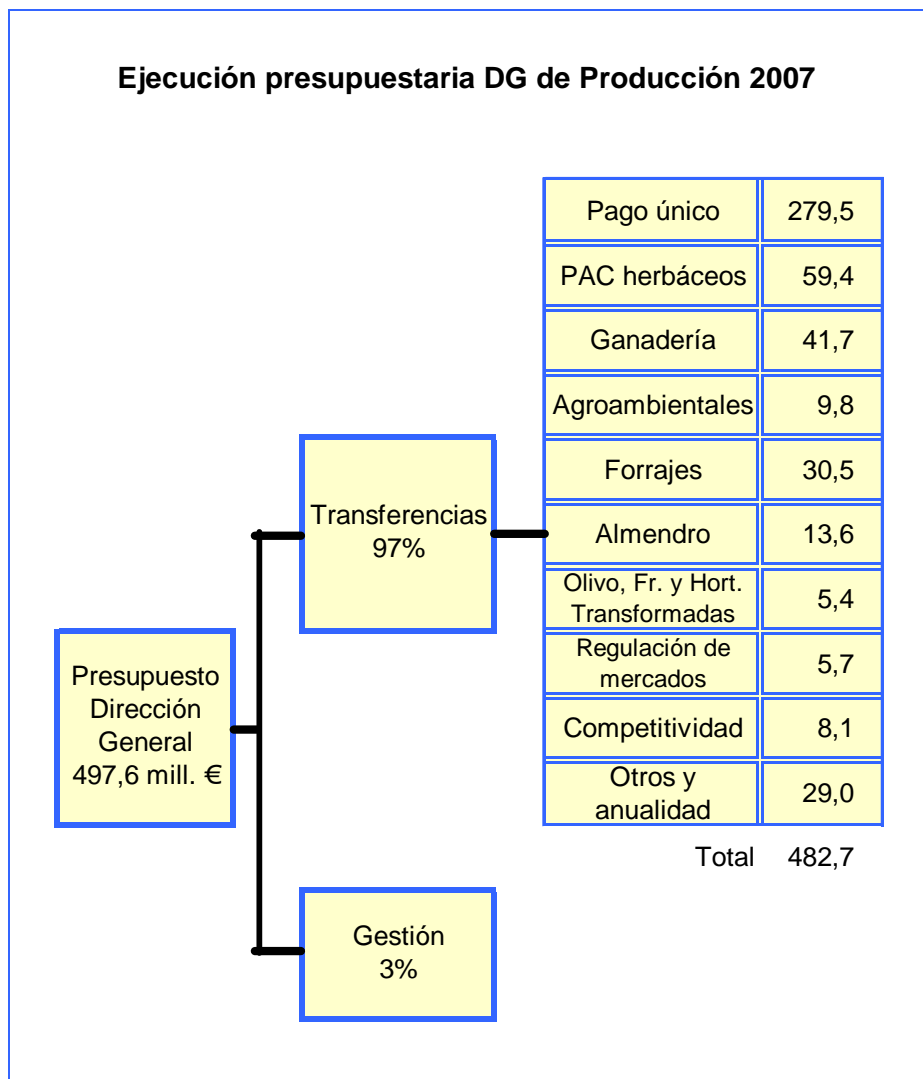 Ejecución presupuestaria DG de Producción 2007
Pago único 279,5
PAC herbáceos 59,4
Ganadería 41,7
Agroambientales 9,8
Forrajes 30,5
Almendro 13,6
Olivo, Fr. y Hort.
Transformadas 5,4
Regulación de
mercados 5,7
Competitividad 8,1
Otros y
anualidad 29,0
Total 482,7
Transferencias
97%
Presupuesto
Dirección
General
497,6 mill. €
Gestión
3%